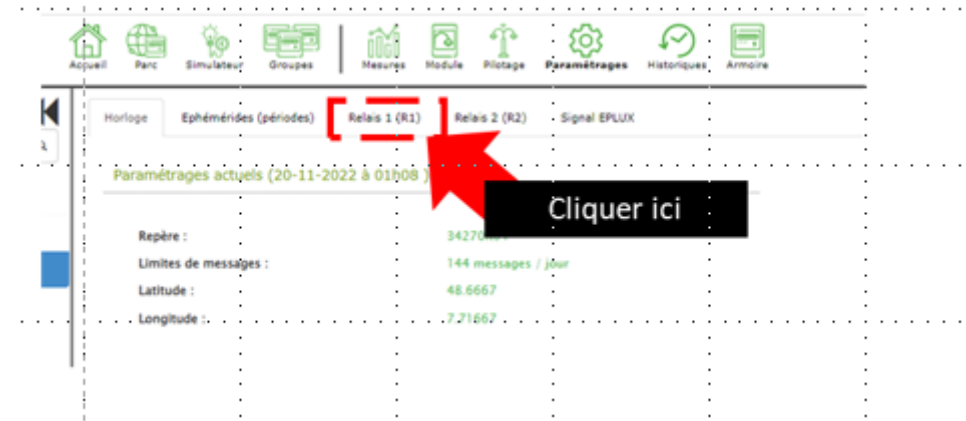 Accueil Parc Simulateur Groupes Mesures Module Pilotage Paramétrages Historiques Armoire
Horloge Ephémérides (périodes) Relais 1 (R1) Relais 2 (R2) Signal EPLUX
Paramétrages actuels (20-11-2022 à 01h08 )
Cliquer ici
Repère :
Limites de messages : 144 messages / jour
Latitude : 48.6667
Longitude : 7.71667